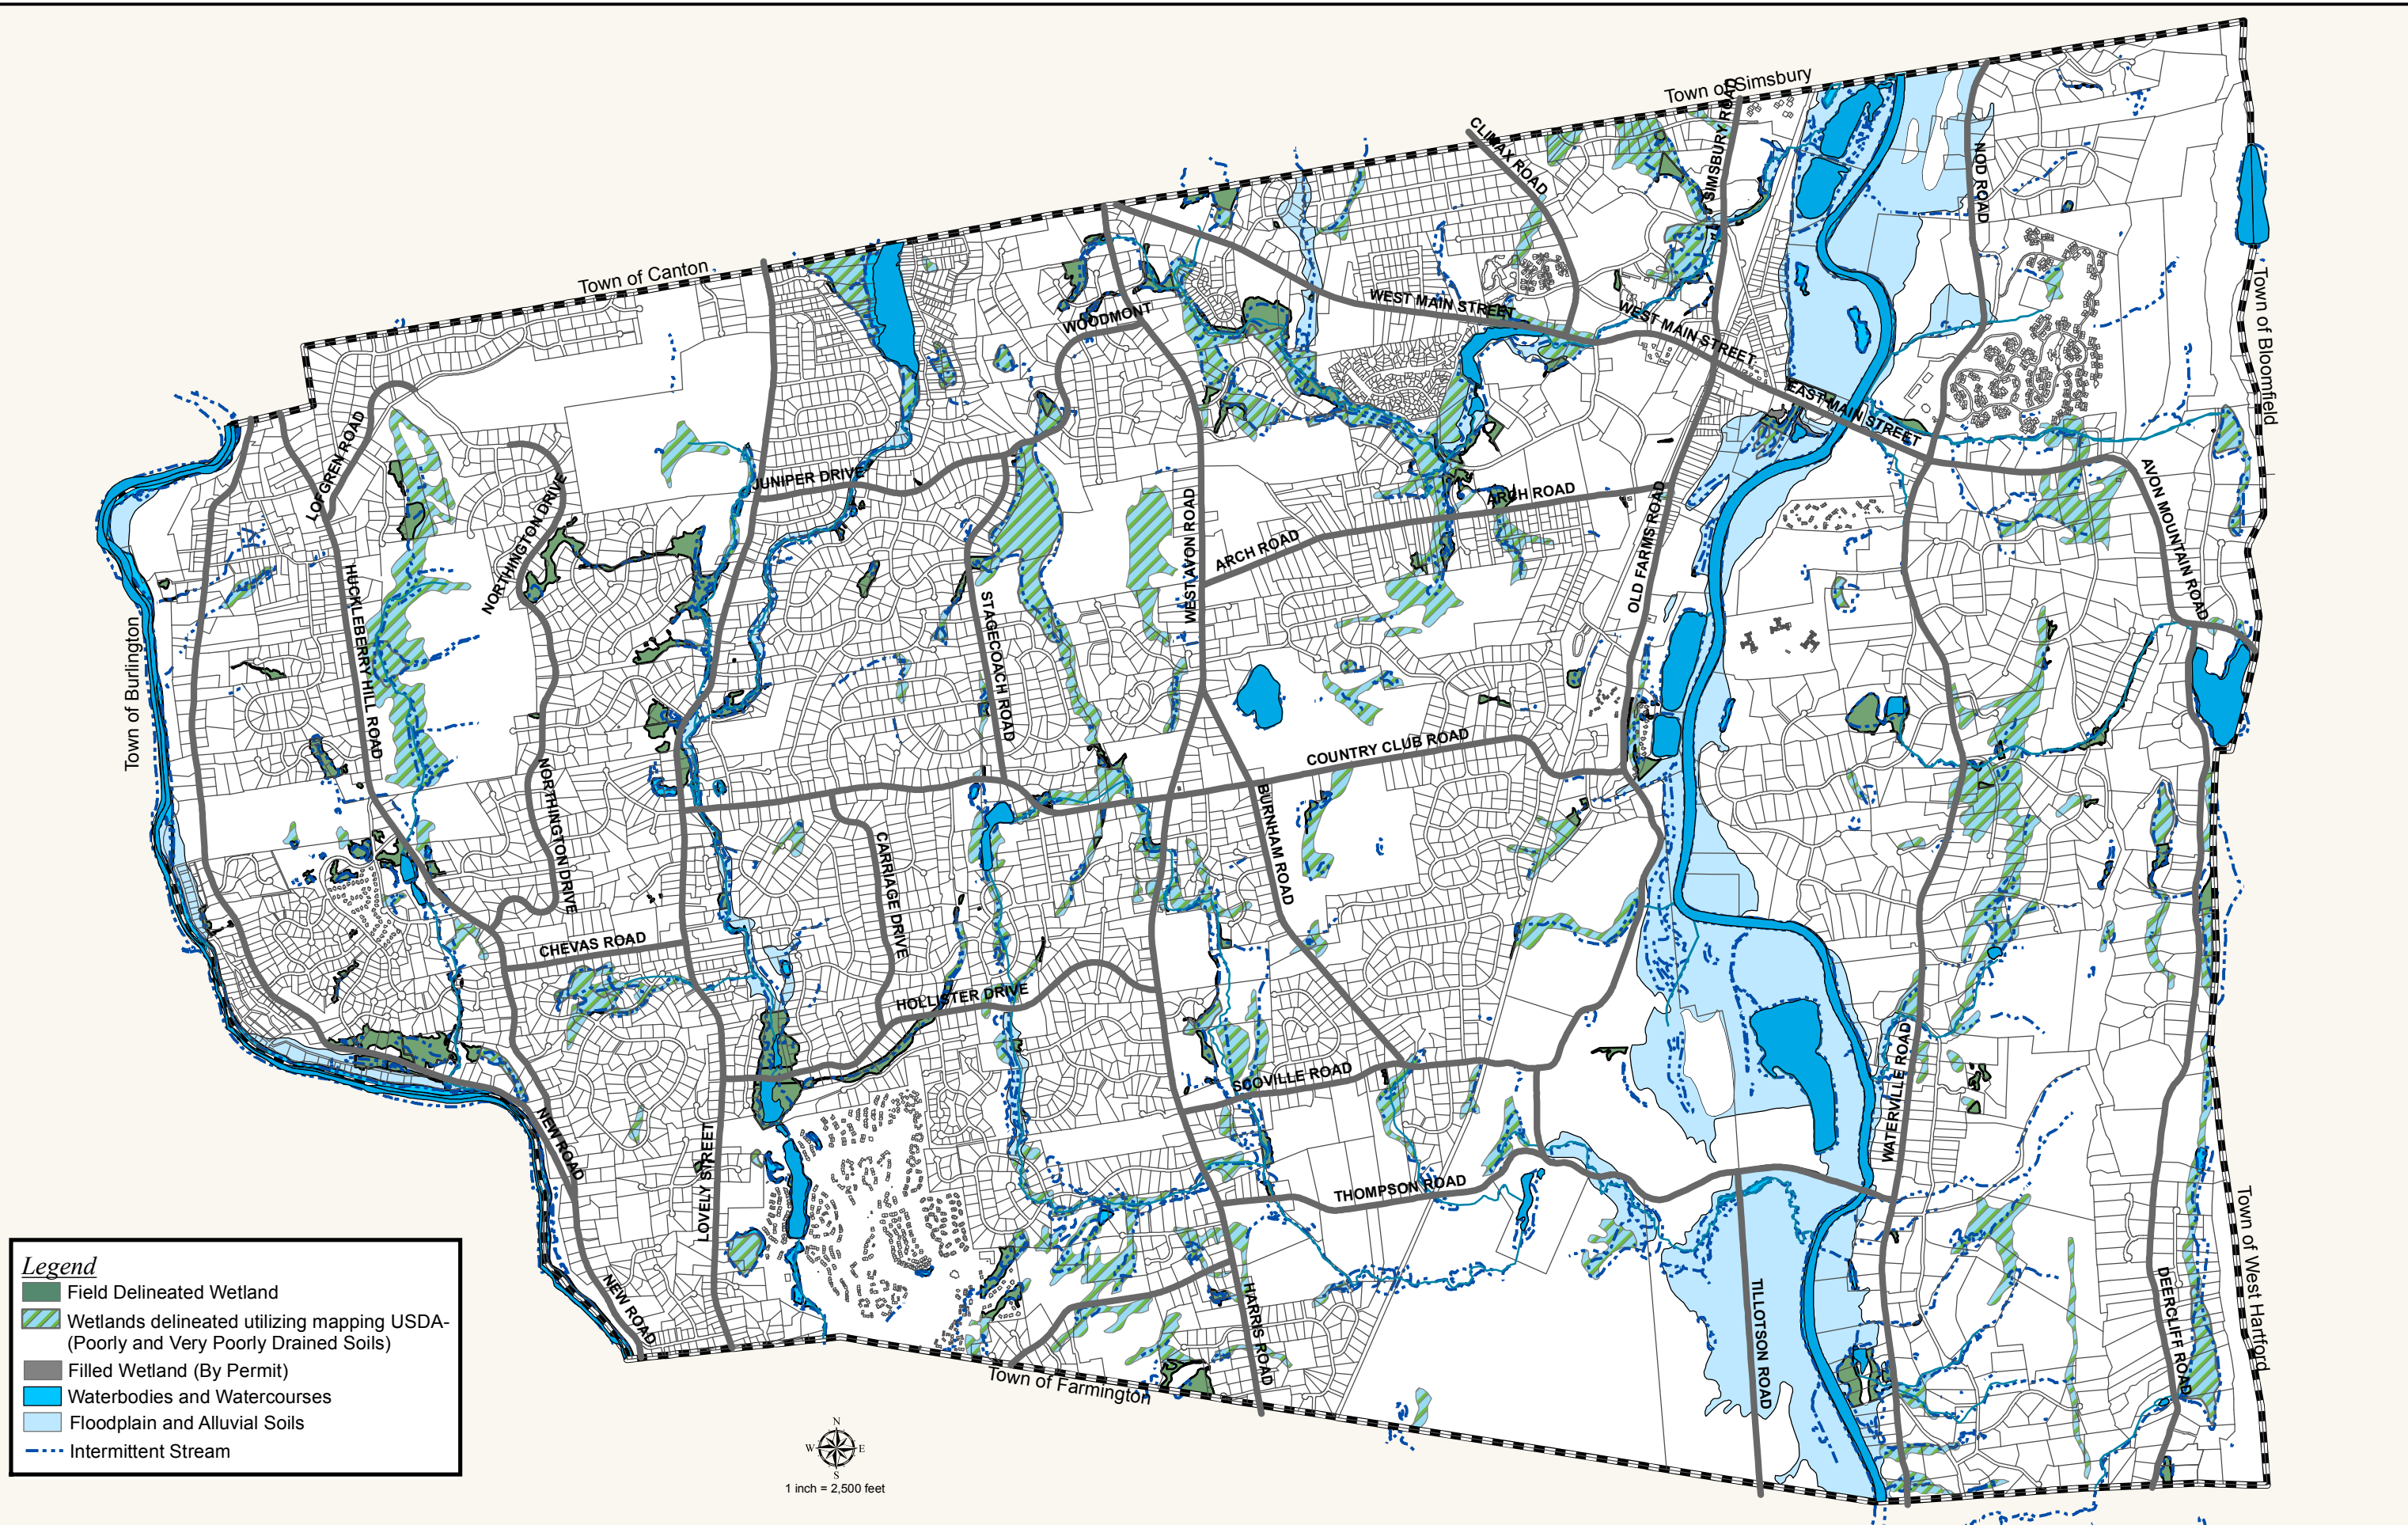 Town of Simsbury
CLIMAX ROAD
SIMSBURY ROAD
NOD ROAD
Town of Canton
Town of Bloomfield
WEST MAIN STREET
WEST MAIN STREET
WOODMONT
EAST MAIN STREET
LOFGREN ROAD
JUNIPER DRIVE
AVON MOUNTAIN ROAD
NORTHINGTON DRIVE
ARCH ROAD
ARCH ROAD
WEST AVON ROAD
OLD FARMS ROAD
HUCKLEBERRY HILL ROAD
STAGECOACH ROAD
Town of Burlington
COUNTRY CLUB ROAD
NORTHINGTON DRIVE
BURNHAM ROAD
CARRIAGE DRIVE
CHEVAS ROAD
HOLLISTER DRIVE
WATERVILLE ROAD
SCOVILLE ROAD
NEW ROAD
LOVELY STREET
THOMPSON ROAD
Town of West Hartford
NEW ROAD
HARRIS ROAD
TILLOTSON ROAD
DEERCLIFF ROAD
Town of Farmington
Legend
Field Delineated Wetland
Wetlands delineated utilizing mapping USDA-
(Poorly and Very Poorly Drained Soils)
Filled Wetland (By Permit)
Waterbodies and Watercourses
Floodplain and Alluvial Soils
Intermittent Stream
N
W E
S
1 inch = 2,500 feet